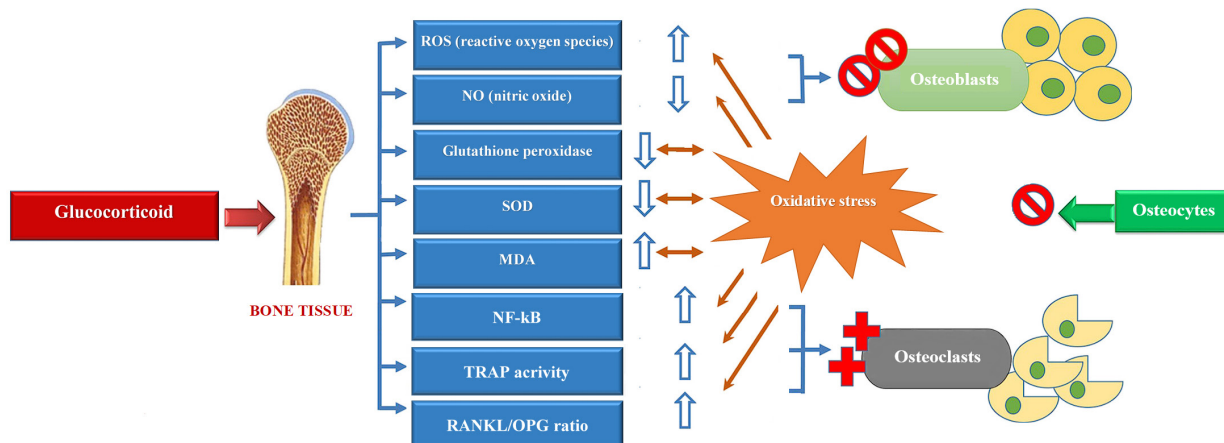 ROS (reactive oxygen species)
NO (nitric oxide)
Glutathione peroxidase
SOD
MDA
NF-kB
TRAP acrivity
RANKL/OPG ratio
Glucocorticoid
BONE TISSUE
Oxidative stress
Osteoblasts
Osteocytes
Osteoclasts